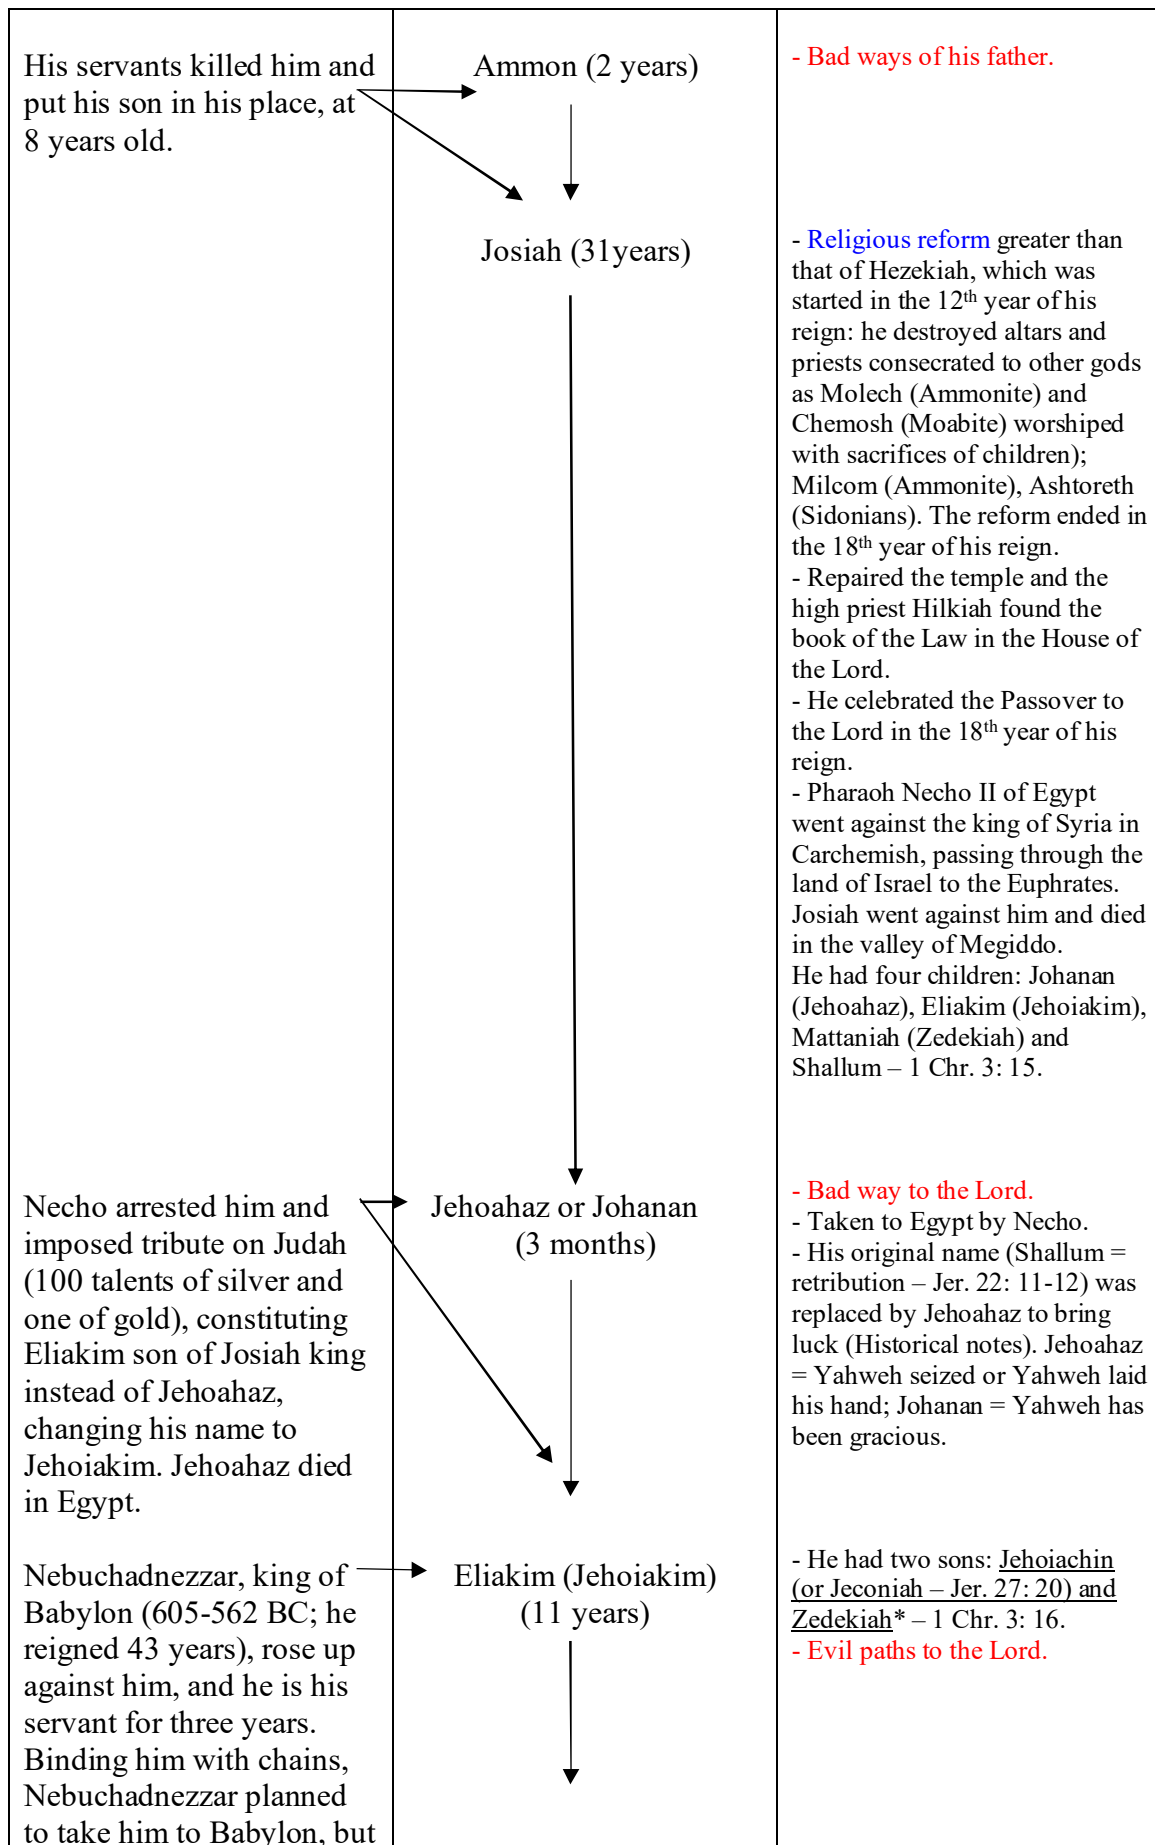 His servants killed him and
put his son in his place, at
8 years old.
Ammon (2 years)
- Bad ways of his father.
Josiah (31years)
- Religious reform greater than
that of Hezekiah, which was
started in the 12th year of his
reign: he destroyed altars and
priests consecrated to other gods
as Molech (Ammonite) and
Chemosh (Moabite) worshiped
with sacrifices of children);
Milcom (Ammonite), Ashtoreth
(Sidonians). The reform ended in
the 18th year of his reign.
- Repaired the temple and the
high priest Hilkiah found the
book of the Law in the House of
the Lord.
- He celebrated the Passover to
the Lord in the 18th year of his
reign.
- Pharaoh Necho II of Egypt
went against the king of Syria in
Carchemish, passing through the
land of Israel to the Euphrates.
Josiah went against him and died
in the valley of Megiddo.
He had four children: Johanan
(Jehoahaz), Eliakim (Jehoiakim),
Mattaniah (Zedekiah) and
Shallum – 1 Chr. 3: 15.
Necho arrested him and
imposed tribute on Judah
(100 talents of silver and
one of gold), constituting
Eliakim son of Josiah king
instead of Jehoahaz,
changing his name to
Jehoiakim. Jehoahaz died
in Egypt.
Jehoahaz or Johanan
(3 months)
- Bad way to the Lord.
- Taken to Egypt by Necho.
- His original name (Shallum =
retribution – Jer. 22: 11-12) was
replaced by Jehoahaz to bring
luck (Historical notes). Jehoahaz
= Yahweh seized or Yahweh laid
his hand; Johanan = Yahweh has
been gracious.
Nebuchadnezzar, king of
Babylon (605-562 BC; he
reigned 43 years), rose up
against him, and he is his
servant for three years.
Binding him with chains,
Nebuchadnezzar planned
to take him to Babylon, but
Eliakim (Jehoiakim)
(11 years)
- He had two sons: Jehoiachin
(or Jeconiah – Jer. 27: 20) and
Zedekiah* – 1 Chr. 3: 16.
- Evil paths to the Lord.